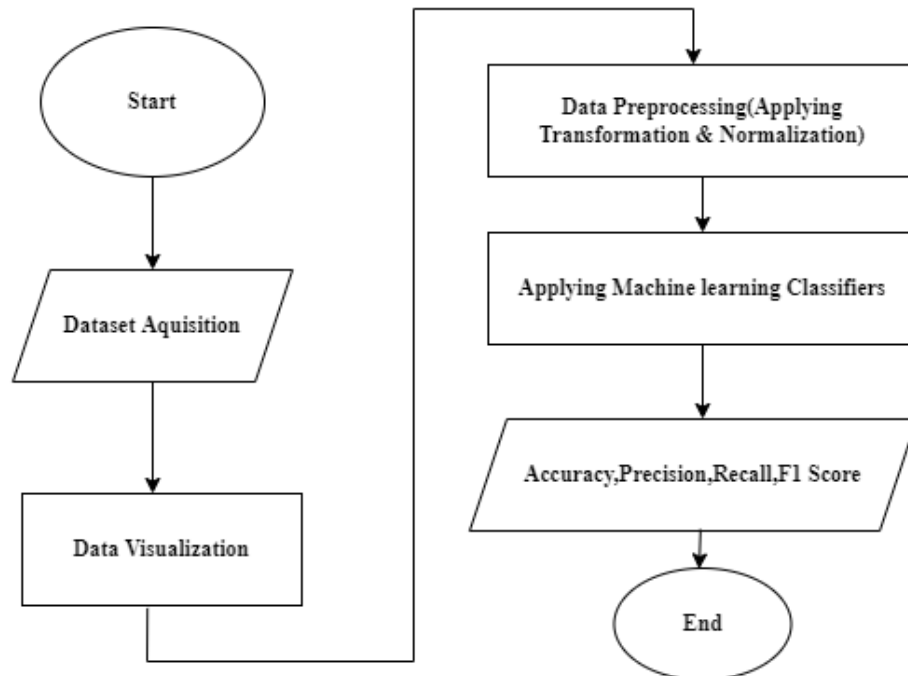 Start
Dataset Aquisition
Data Visualization
Data Preprocessing(Applying
Transformation & Normalization)
Applying Machine learning Classifiers
Accuracy,Precision,Recall,F1 Score
End